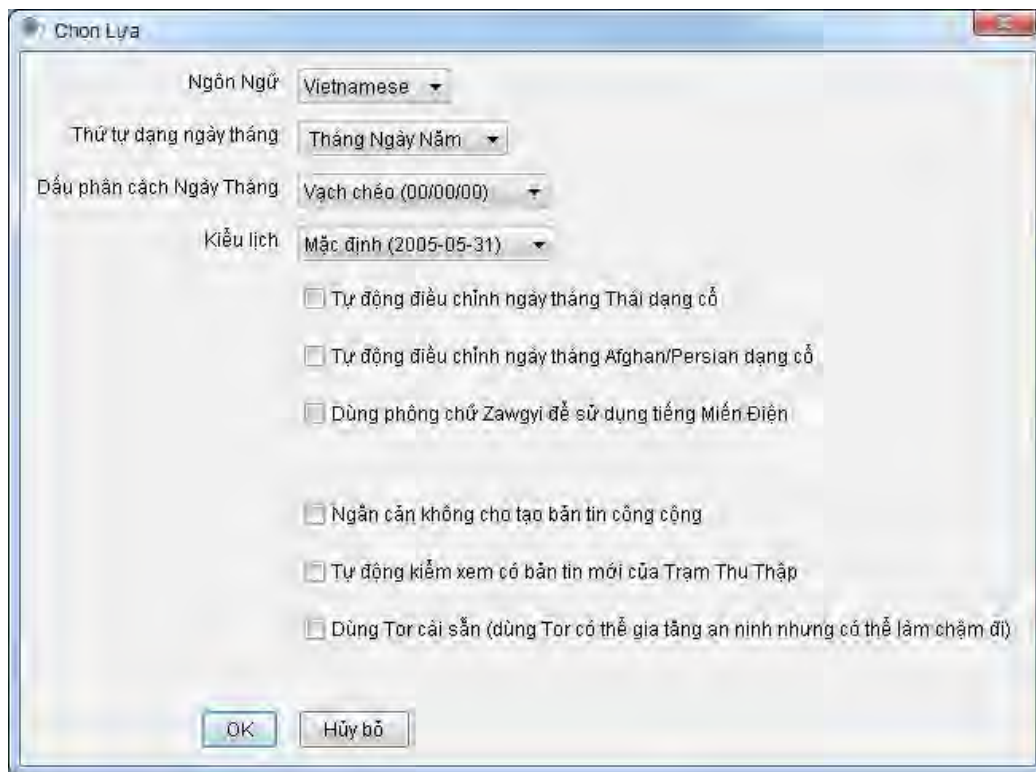 Chọn Lựa
Ngôn Ngữ Vietnamese
Thứ tự dạng ngày tháng Tháng Ngày Năm
Dấu phân cách Ngày Tháng Vạch chéo (00/00/00)
Kiểu lịch Mặc định (2005-05-31)
Tự động điều chỉnh ngày tháng Thái dạng cổ
Tự động điều chỉnh ngày tháng Afghan/Persian dạng cổ
Dùng phông chữ Zawgyi để sử dụng tiếng Miến Điện
Ngăn cản không cho tạo bản tin công cộng
Tự động kiểm xem có bản tin mới của Trạm Thu Thập
Dùng Tor cài sẵn (dùng Tor có thể gia tăng an ninh nhưng có thể làm chậm đi)
OK Hủy bỏ